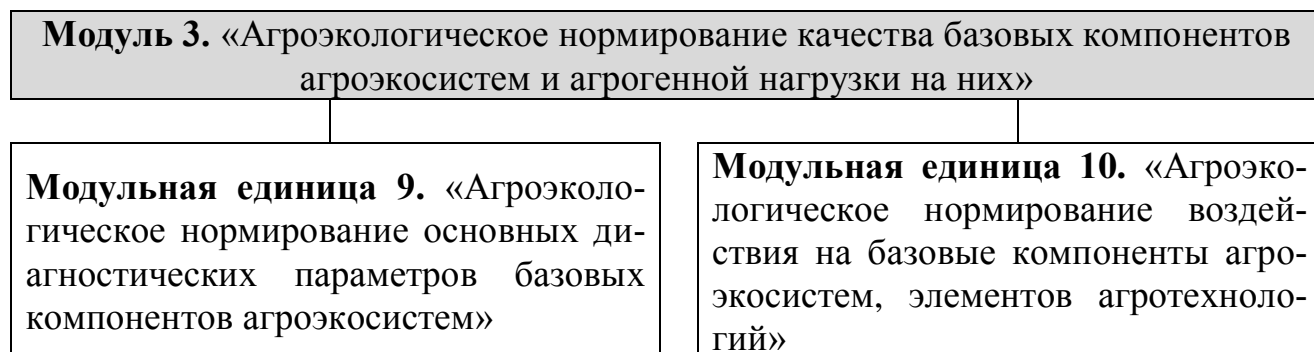 Модуль 3. «Агроэкологическое нормирование качества базовых компонентов
агроэкосистем и агрогенной нагрузки на них»
Модульная единица 9. «Агроэколо-
гическое нормирование основных ди-
агностических параметров базовых
компонентов агроэкосистем»
Модульная единица 10. «Агроэко-
логическое нормирование воздей-
ствия на базовые компоненты агро-
экосистем, элементов агротехноло-
гий»